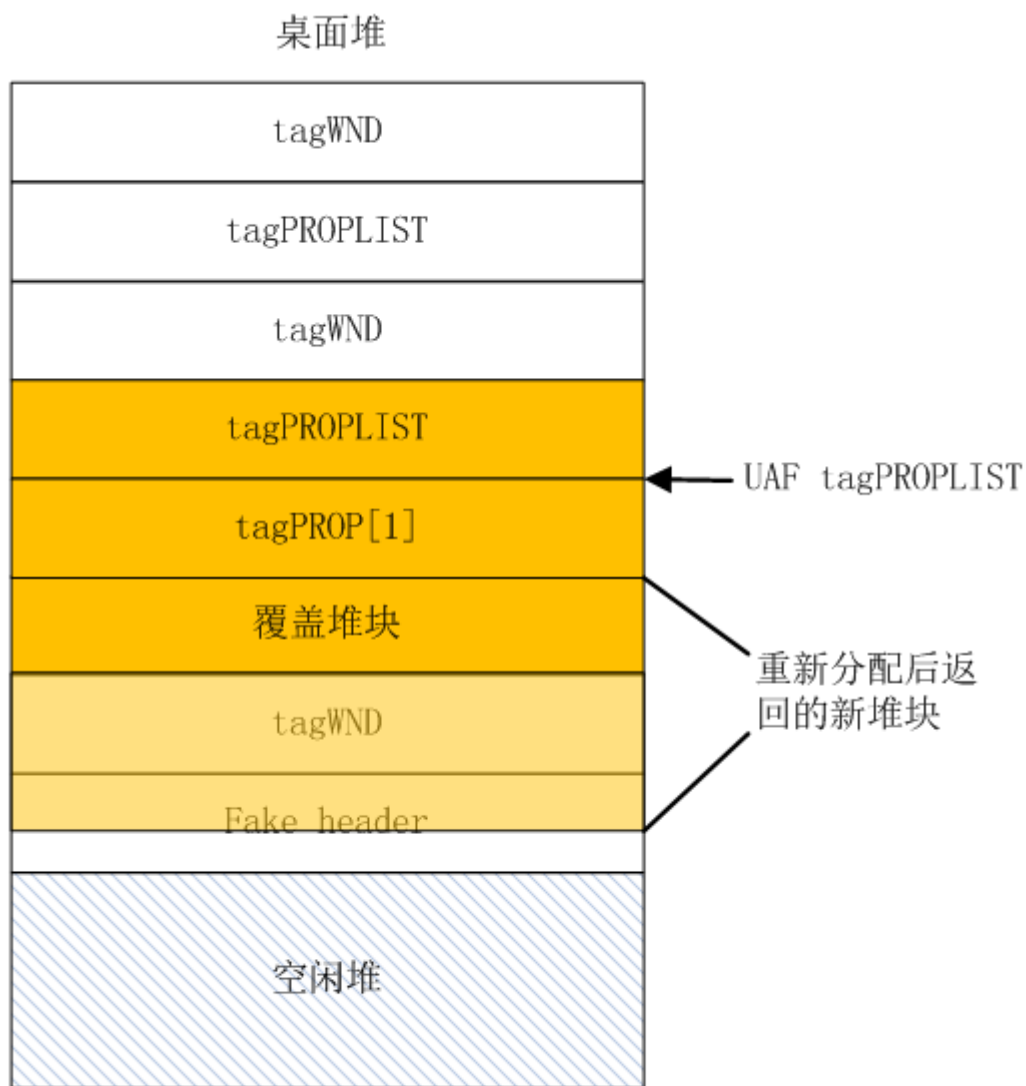 桌面堆
tagWND
tagPROPLIST
tagWND
tagPROPLIST
UAF tagPROPLIST
tagPROP[1]
覆盖堆块
重新分配后返
回的新堆块
tagWND
Fake header
空闲堆